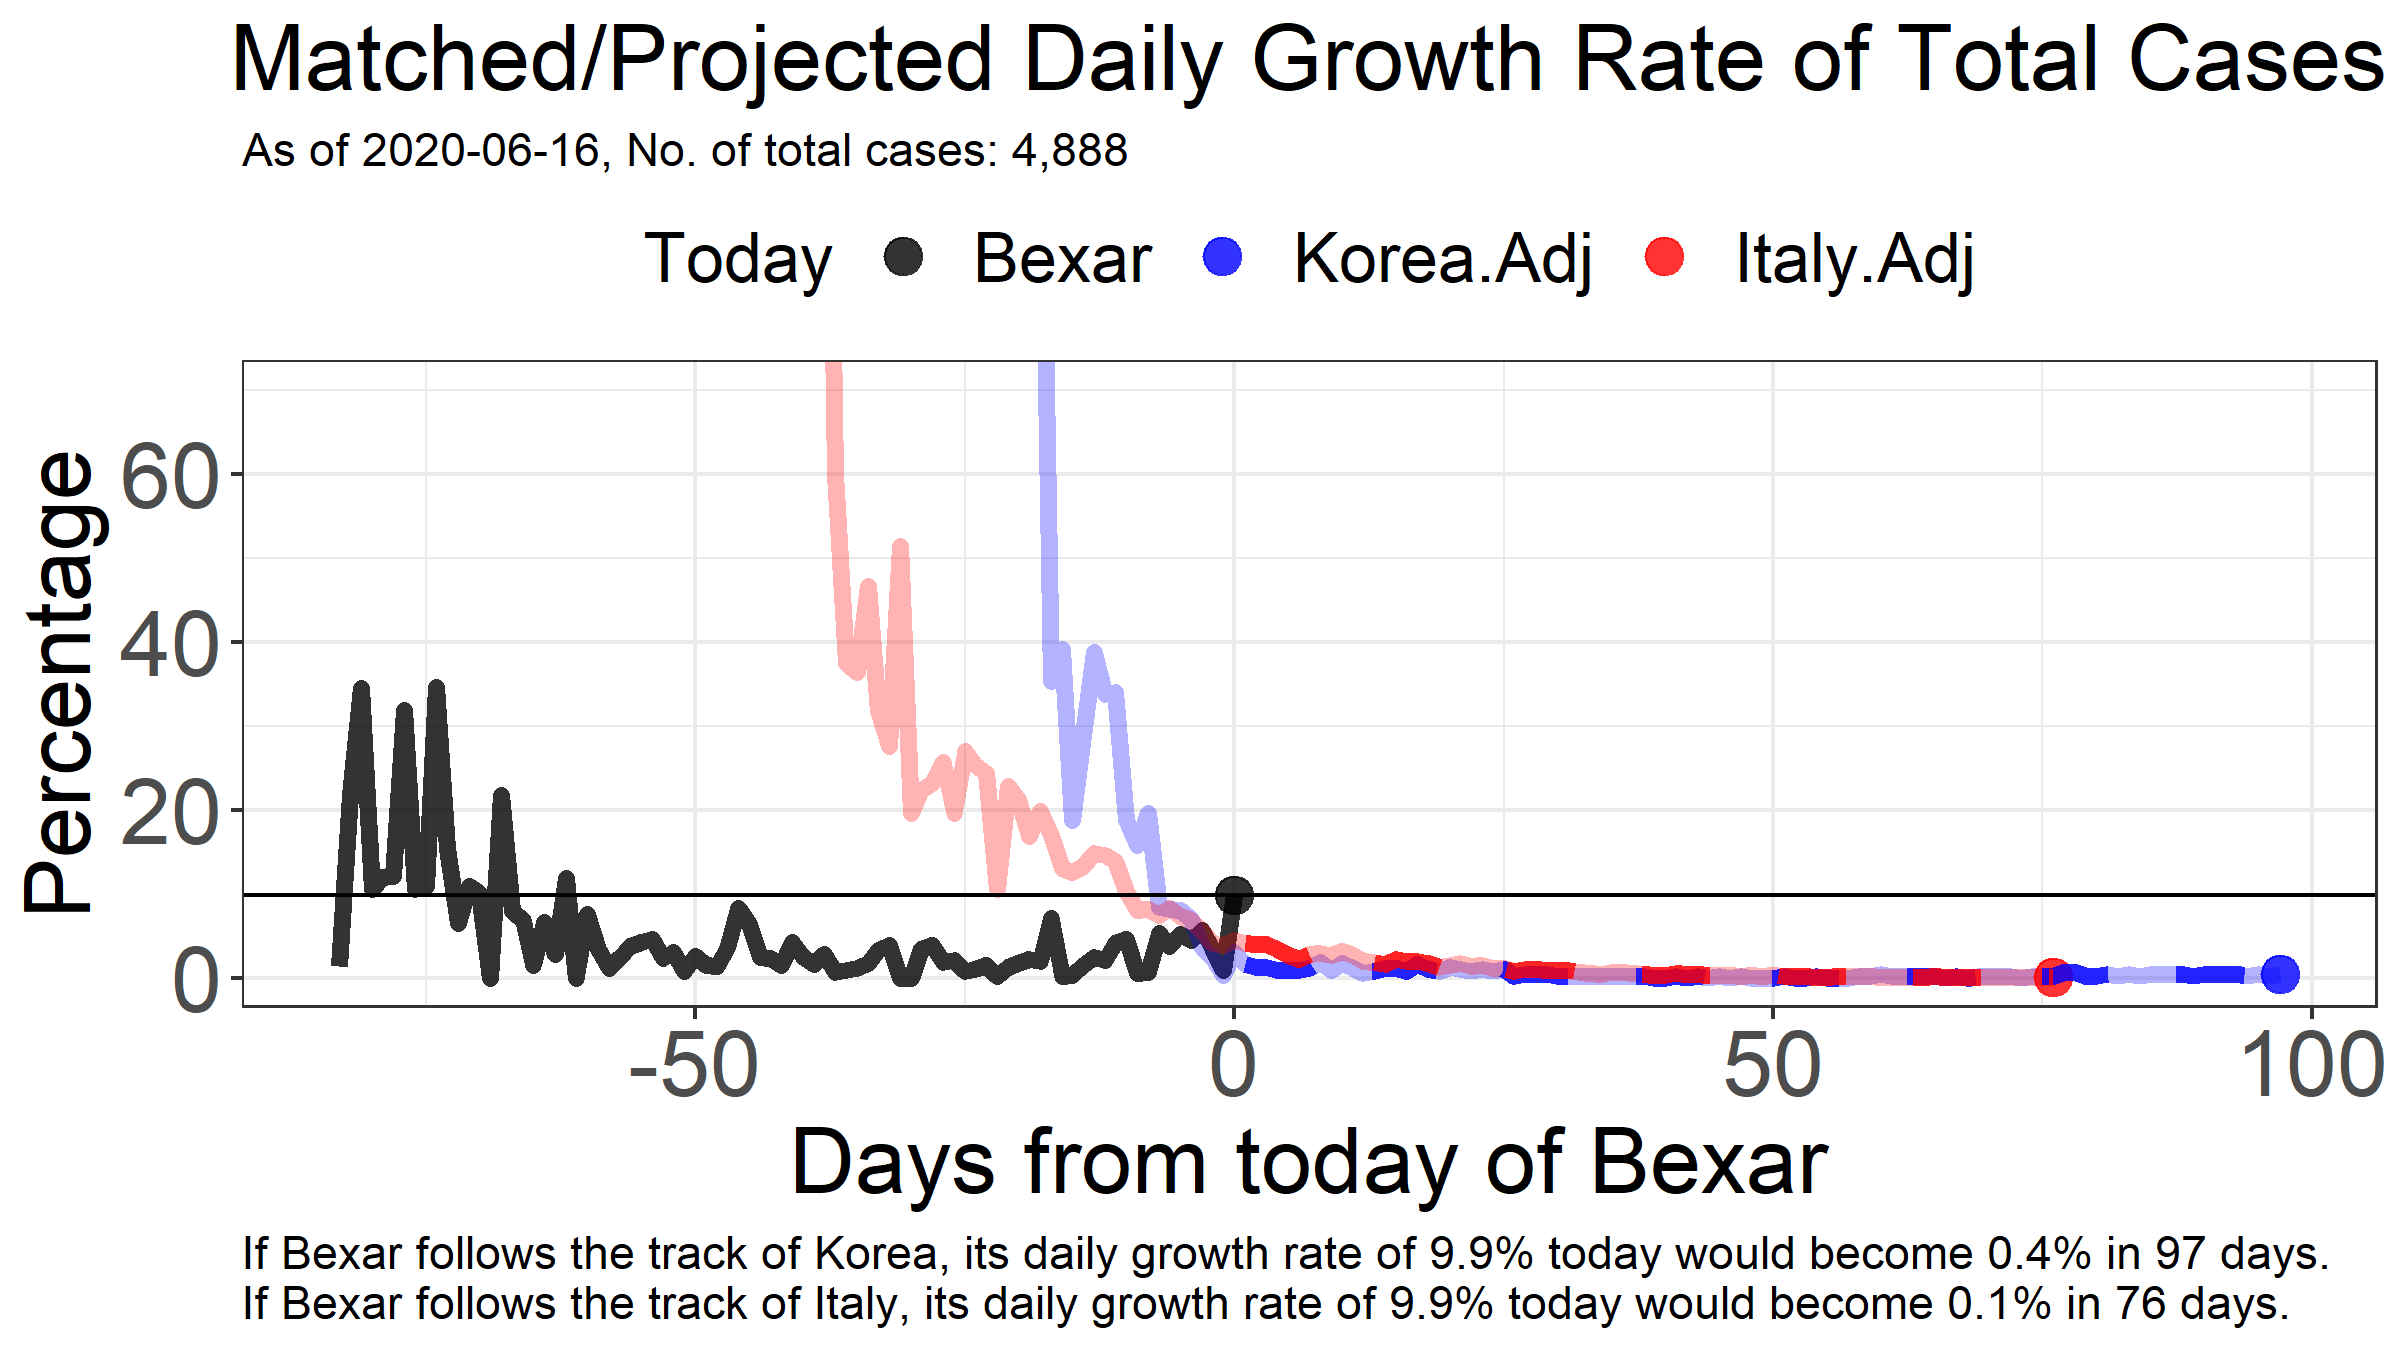 Matched/Projected Daily Growth Rate of Total Cases
As of 2020-06-16, No. of total cases: 4,888
Today Bexar Korea.Adj Italy.Adj
Percentage
60
40
20
0
-50 0 50 100
Days from today of Bexar
If Bexar follows the track of Korea, its daily growth rate of 9.9% today would become 0.4% in 97 days.
If Bexar follows the track of Italy, its daily growth rate of 9.9% today would become 0.1% in 76 days.